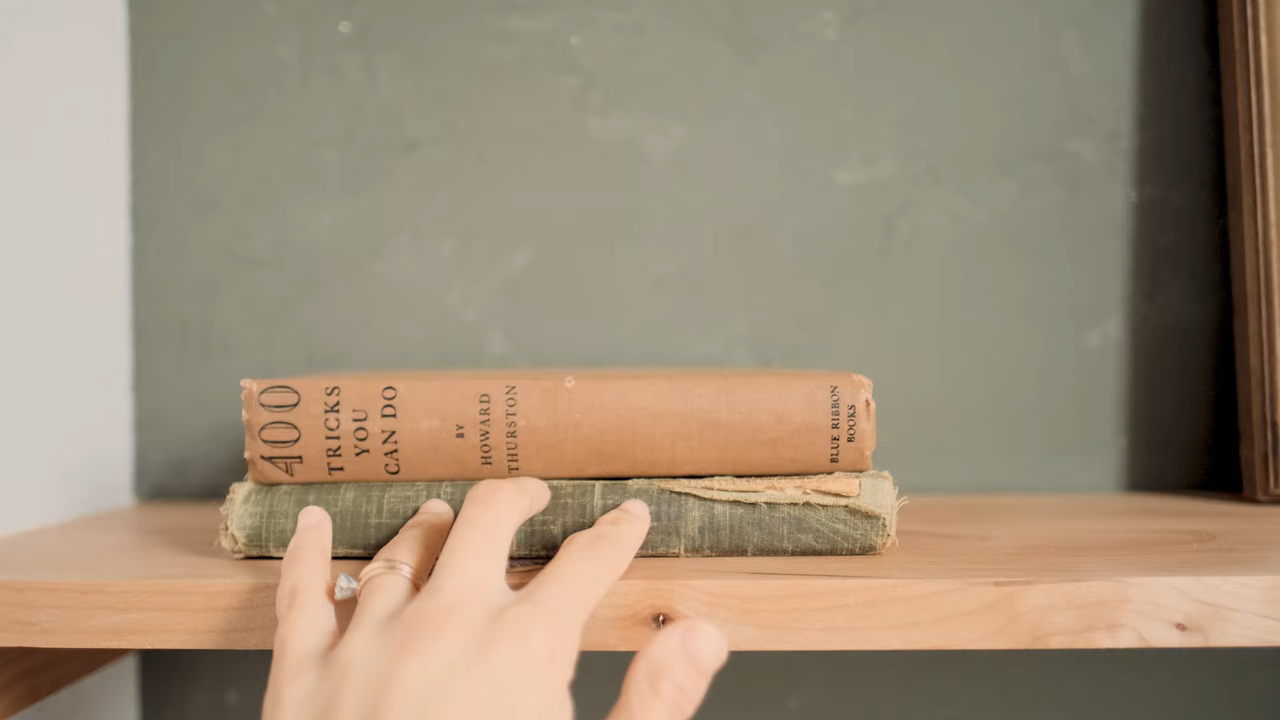 400
TRICKS
YOU
CAN DO
BY
HOWARD
THURSTON
BLUE RIBBON
BOOKS